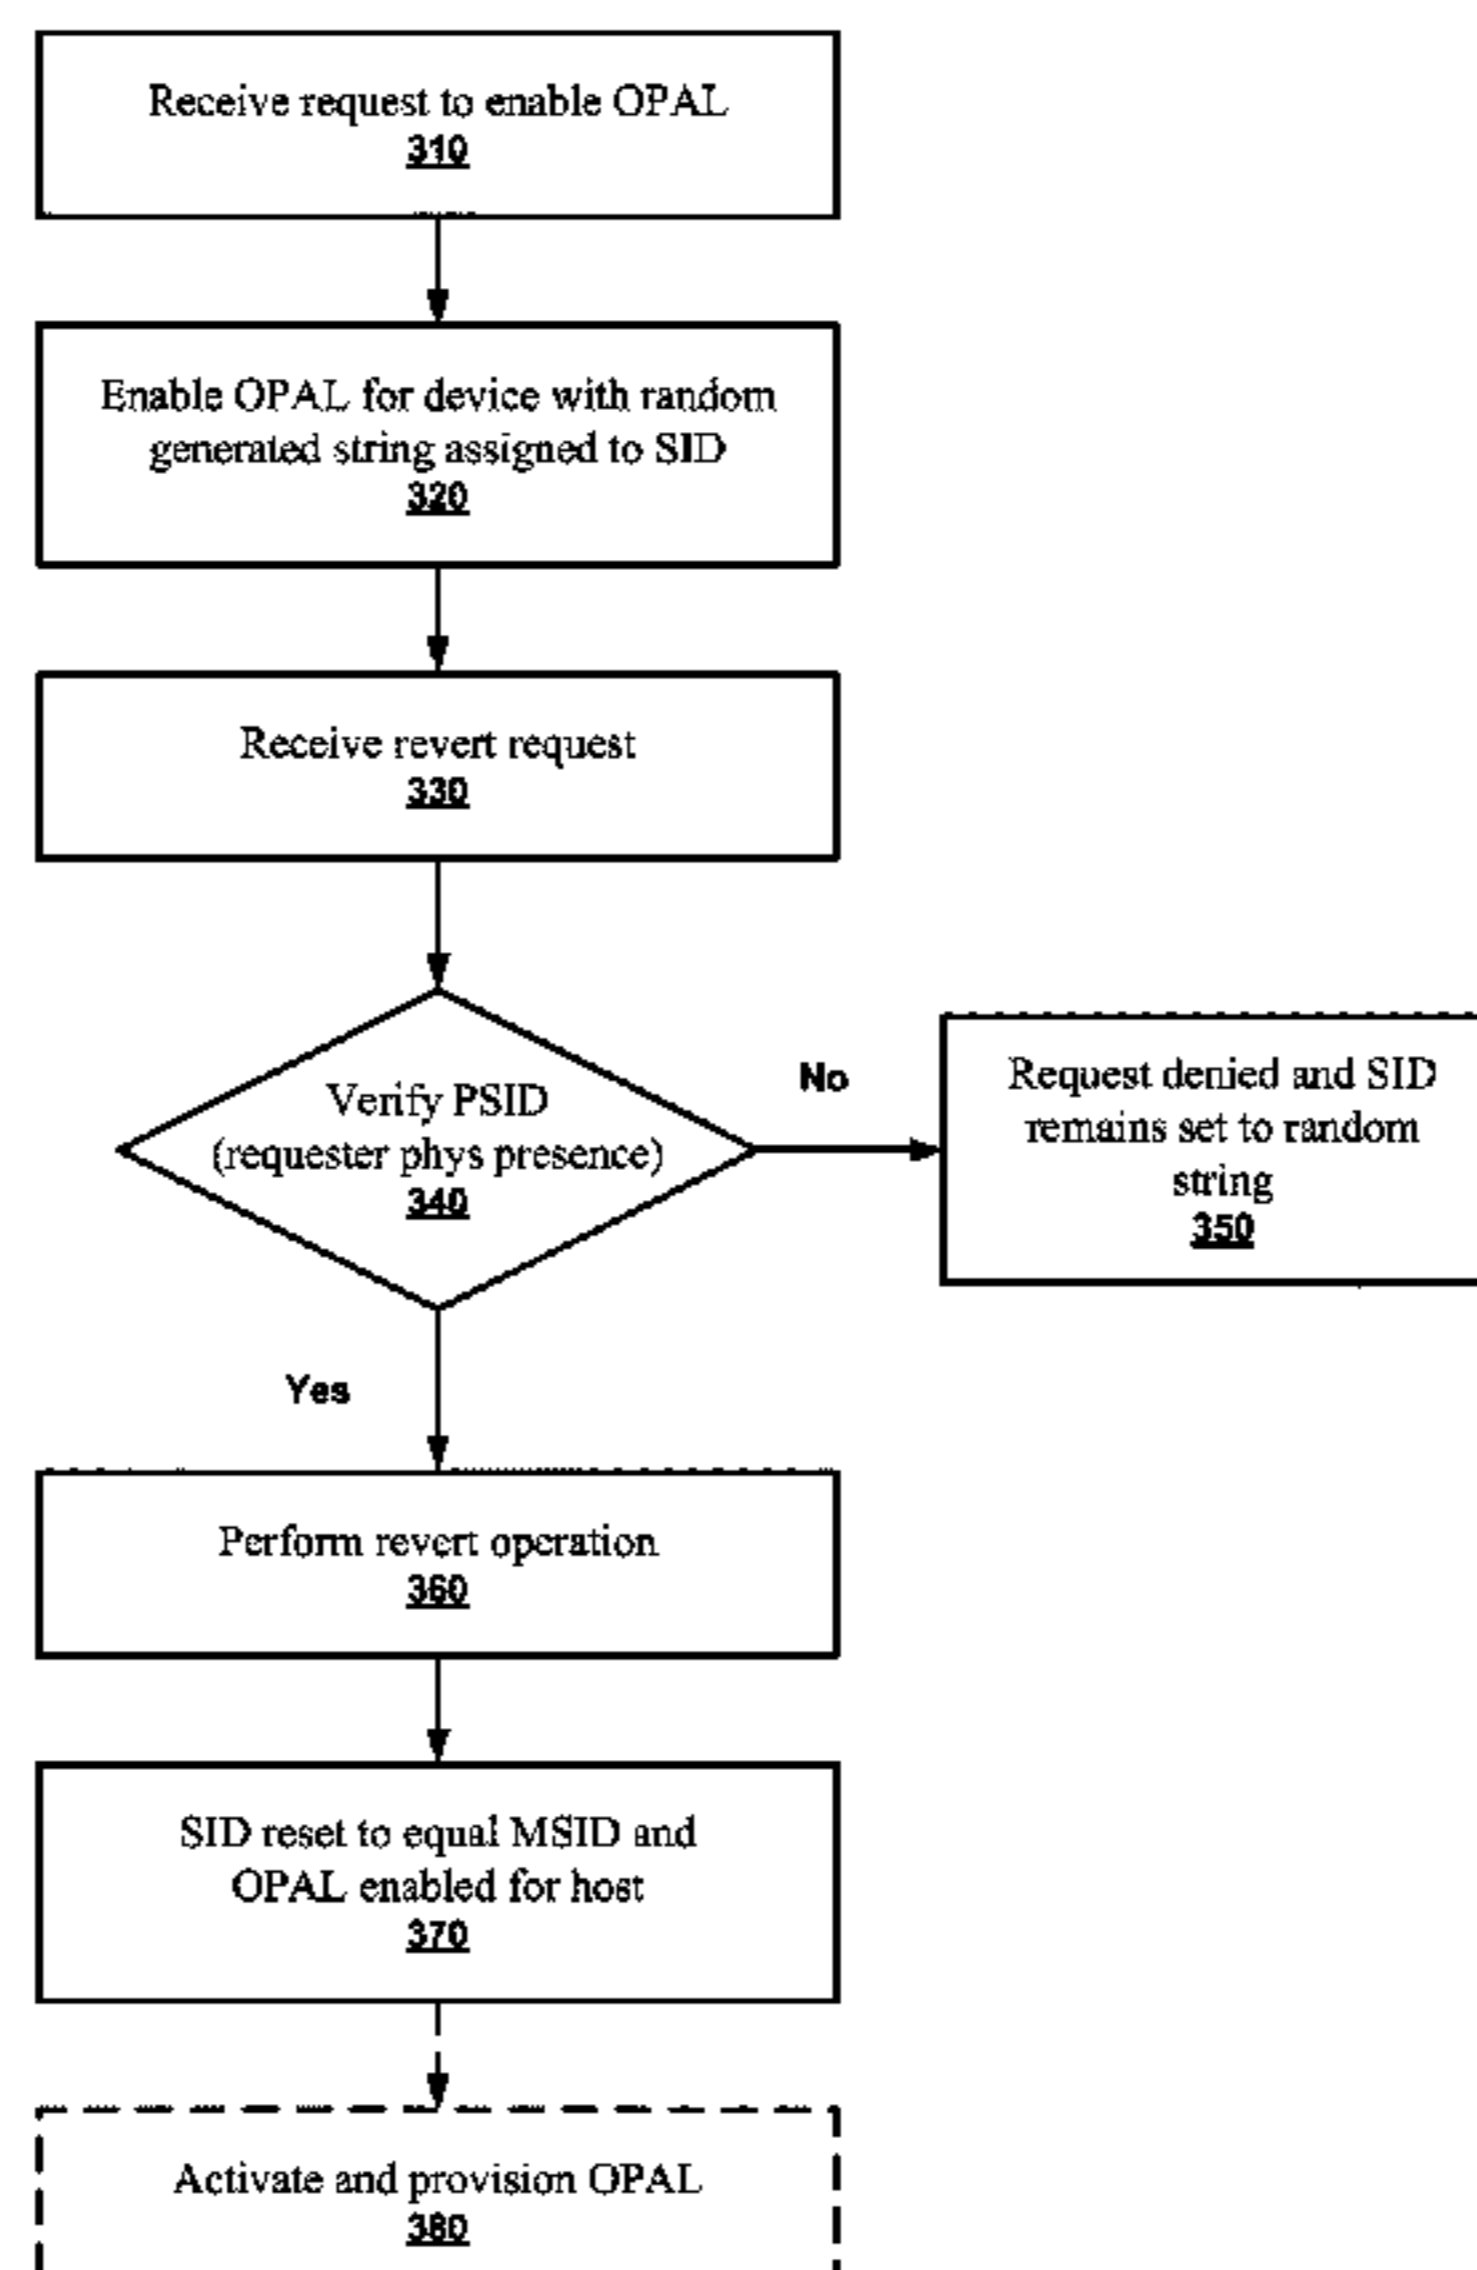 Receive request to enable OPAL
310
Enable OPAL for device with random
generated string assigned to SID
320
Receive revert request
330
Verify PSID
(requester phys presence)
340
No
Request denied and SID
remains set to random
string
350
Yes
Perform revert operation
360
SID reset to equal MSID and
OPAL enabled for host
370
Activate and provision OPAL
380